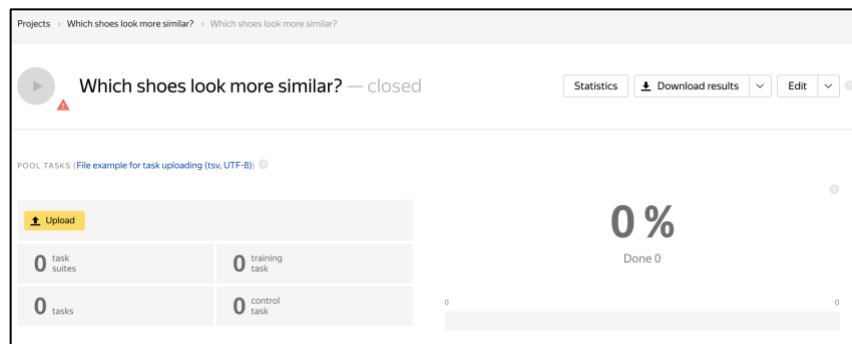 Projects › Which shoes look more similar? › Which shoes look more similar?
Which shoes look more similar? — closed
Statistics
Download results
Edit
POOL TASKS (File example for task uploading (tsv, UTF-8))
Upload
0 task suites
0 training task
0 tasks
0 control task
0 %
Done 0
0 0